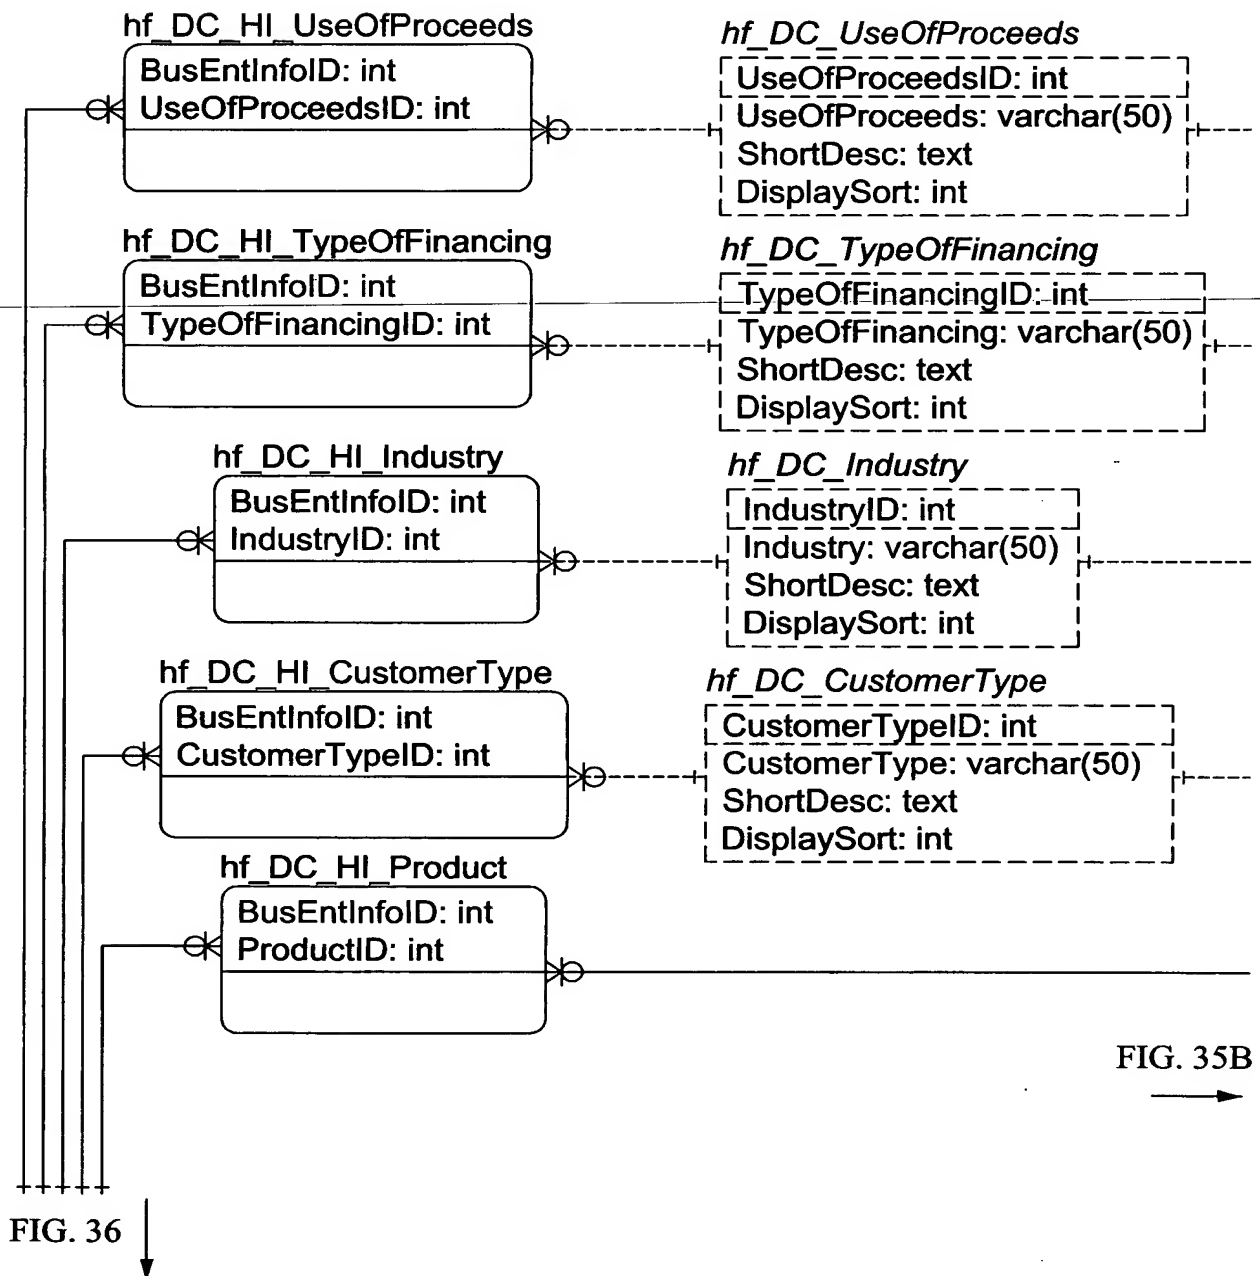 hf_DC_HI_UseOfProceeds
BusEntInfoID: int
UseOfProceedsID: int
hf_DC_UseOfProceeds
UseOfProceedsID: int
UseOfProceeds: varchar(50)
ShortDesc: text
DisplaySort: int
hf_DC_HI_TypeOfFinancing
BusEntInfoID: int
TypeOfFinancingID: int
hf_DC_TypeOfFinancing
TypeOfFinancingID: int
TypeOfFinancing: varchar(50)
ShortDesc: text
DisplaySort: int
hf_DC_HI_Industry
BusEntInfoID: int
IndustryID: int
hf_DC_Industry
IndustryID: int
Industry: varchar(50)
ShortDesc: text
DisplaySort: int
hf_DC_HI_CustomerType
BusEntInfoID: int
CustomerTypeID: int
hf_DC_CustomerType
CustomerTypeID: int
CustomerType: varchar(50)
ShortDesc: text
DisplaySort: int
hf_DC_HI_Product
BusEntInfoID: int
ProductID: int
FIG. 35B
FIG. 36